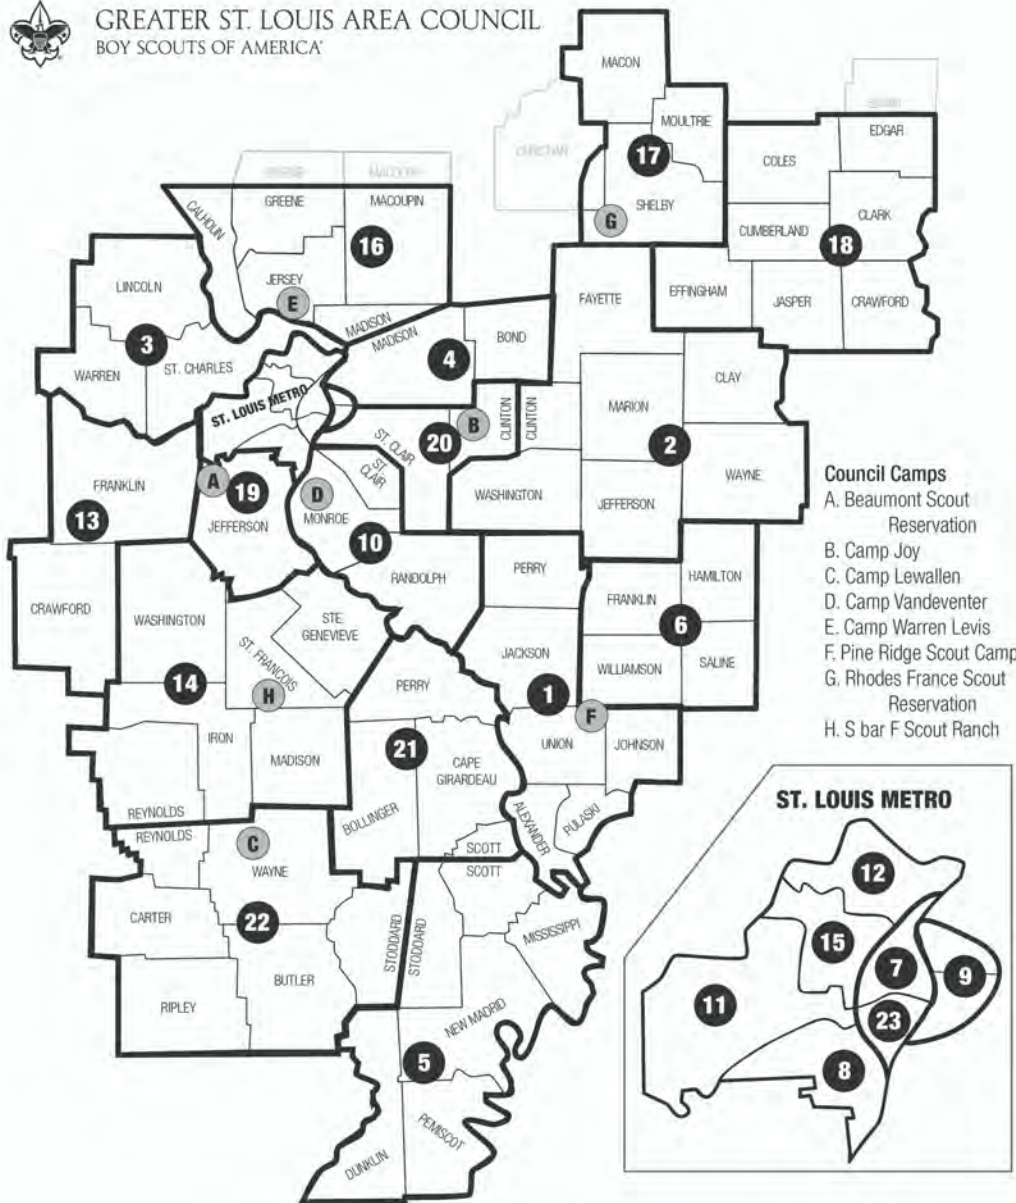 GREATER ST. LOUIS AREA COUNCIL
BOY SCOUTS OF AMERICA
MACON
MOULTRIE
EDGAR
CHRISTIAN
17
COLES
SHELBY
GREENE
MACOUPIN
CALHOUN
G
CLARK
CUMBERLAND
18
16
LINCOLN
JERSEY
E
FAYETTE
EFFINGHAM
JASPER
CRAWFORD
MADISON
MADISON
BOND
3
ST. CHARLES
WARREN
4
CLAY
ST. LOUIS METRO
MARION
B
CLINTON
CLINTON
ST. CLAIR
20
2
ST. CLAIR
WAYNE
FRANKLIN
A
19
D
WASHINGTON
JEFFERSON
13
JEFFERSON
MONROE
10
RANDOLPH
PERRY
HAMILTON
FRANKLIN
CRAWFORD
WASHINGTON
STE.
GENEVIEVE
6
ST. FRANCOIS
JACKSON
WILLIAMSON
SALINE
14
H
PERRY
1
F
IRON
MADISON
21
UNION
JOHNSON
CAPE
GIRARDEAU
REYNOLDS
BOLLINGER
ALEXANDER
PULASKI
REYNOLDS
C
WAYNE
SCOTT
SCOTT
CARTER
22
STODDARD
STODDARD
MISSISSIPPI
BUTLER
RIPLEY
NEW MADRID
5
PEMISCOT
DUNKLIN
Council Camps
A. Beaumont Scout
Reservation
B. Camp Joy
C. Camp Lewallen
D. Camp Vandeventer
E. Camp Warren Levis
F. Pine Ridge Scout Camp
G. Rhodes France Scout
Reservation
H. S bar F Scout Ranch
ST. LOUIS METRO
12
15
7
9
11
23
8